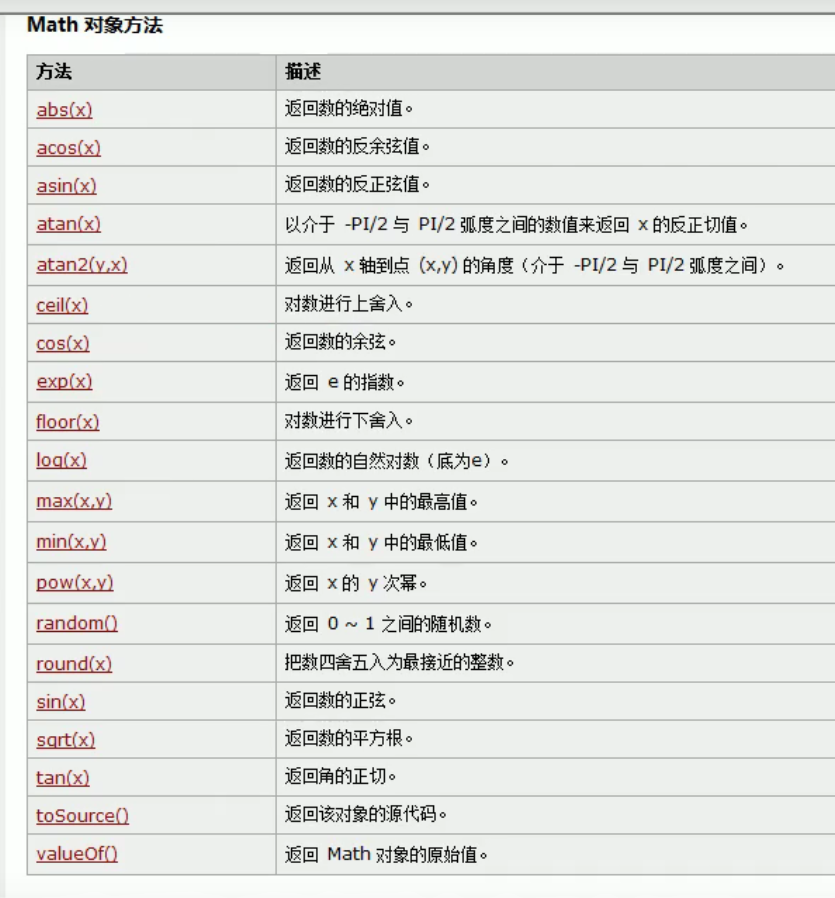 Math 对象方法
方法 描述
abs(x) 返回数的绝对值。
acos(x) 返回数的反余弦值。
asin(x) 返回数的反正弦值。
atan(x) 以介于 -PI/2 与 PI/2 弧度之间的数值来返回 x 的反正切值。
atan2(y,x) 返回从 x 轴到点 (x,y) 的角度（介于 -PI/2 与 PI/2 弧度之间）。
ceil(x) 对数进行上舍入。
cos(x) 返回数的余弦。
exp(x) 返回 e 的指数。
floor(x) 对数进行下舍入。
log(x) 返回数的自然对数（底为e）。
max(x,y) 返回 x 和 y 中的最高值。
min(x,y) 返回 x 和 y 中的最低值。
pow(x,y) 返回 x 的 y 次幂。
random() 返回 0 ~ 1 之间的随机数。
round(x) 把数四舍五入为最接近的整数。
sin(x) 返回数的正弦。
sqrt(x) 返回数的平方根。
tan(x) 返回角的正切。
toSource() 返回该对象的源代码。
valueOf() 返回 Math 对象的原始值。